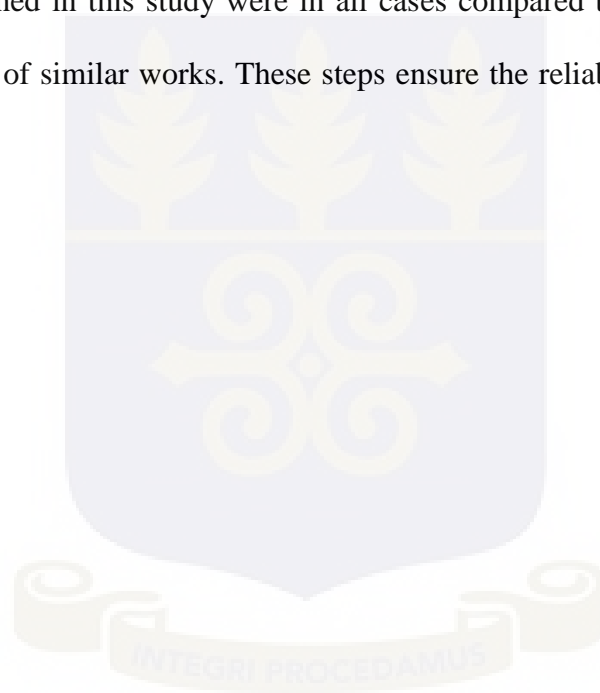 in this study were in all cases compared
of similar works. These steps ensure the
INTEGRI PROCEDAMUS